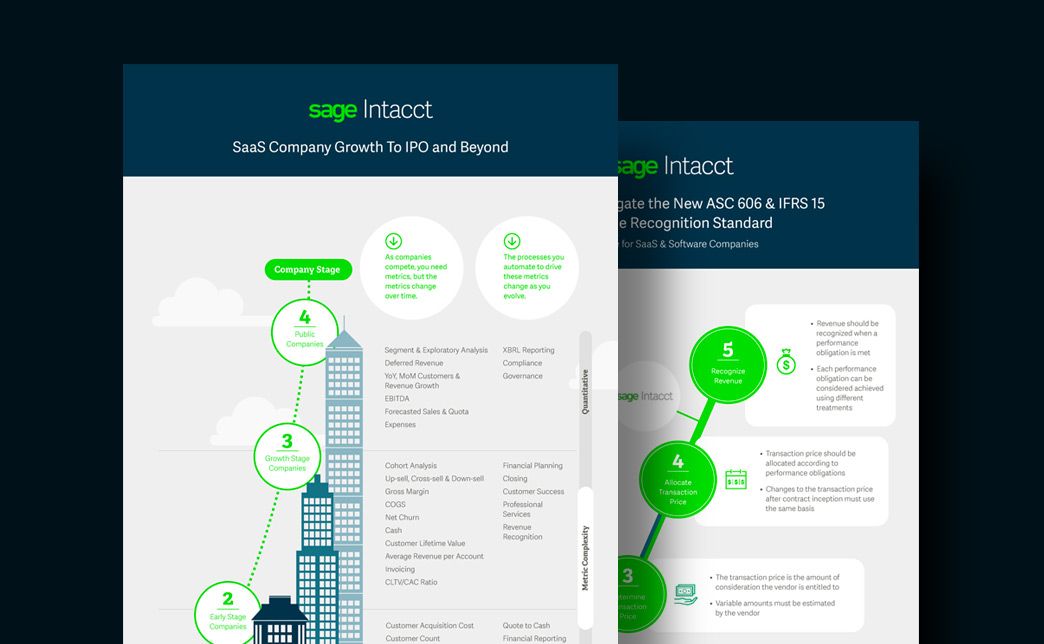 sage Intacct
SaaS Company Growth To IPO and Beyond
Company Stage
As companies
compete, you need
metrics, but the
metrics change
over time.
The processes you
automate to drive
these metrics
change as you
evolve.
4
Public
Companies
Segment & Exploratory Analysis
Deferred Revenue
YoY, MoM Customers &
Revenue Growth
EBITDA
Forecasted Sales & Quota
Expenses
XBRL Reporting
Compliance
Governance
Quantitative
3
Growth Stage
Companies
Cohort Analysis
Up-sell, Cross-sell & Down-sell
Gross Margin
COGS
Net Churn
Cash
Customer Lifetime Value
Average Revenue per Account
Invoicing
CLTV/CAC Ratio
Financial Planning
Closing
Customer Success
Professional
Services
Revenue
Recognition
Metric Complexity
2
Early Stage
Companies
Customer Acquisition Cost
Customer Count
Quote to Cash
Financial Reporting
sage Intacct
gate the New ASC 606 & IFRS 15
e Recognition Standard
for SaaS & Software Companies
5
Recognize
Revenue
$
Revenue should be
recognized when a
performance
obligation is met
Each performance
obligation can be
considered achieved
using different
treatments
sage Intacct
4
Allocate
Transaction
Price
$ $ $
Transaction price should be
allocated according to
performance obligations
Changes to the transaction price
after contract inception must use
the same basis
3
etermine
nsaction
Price
The transaction price is the amount of
consideration the vendor is entitled to
Variable amounts must be estimated
by the vendor